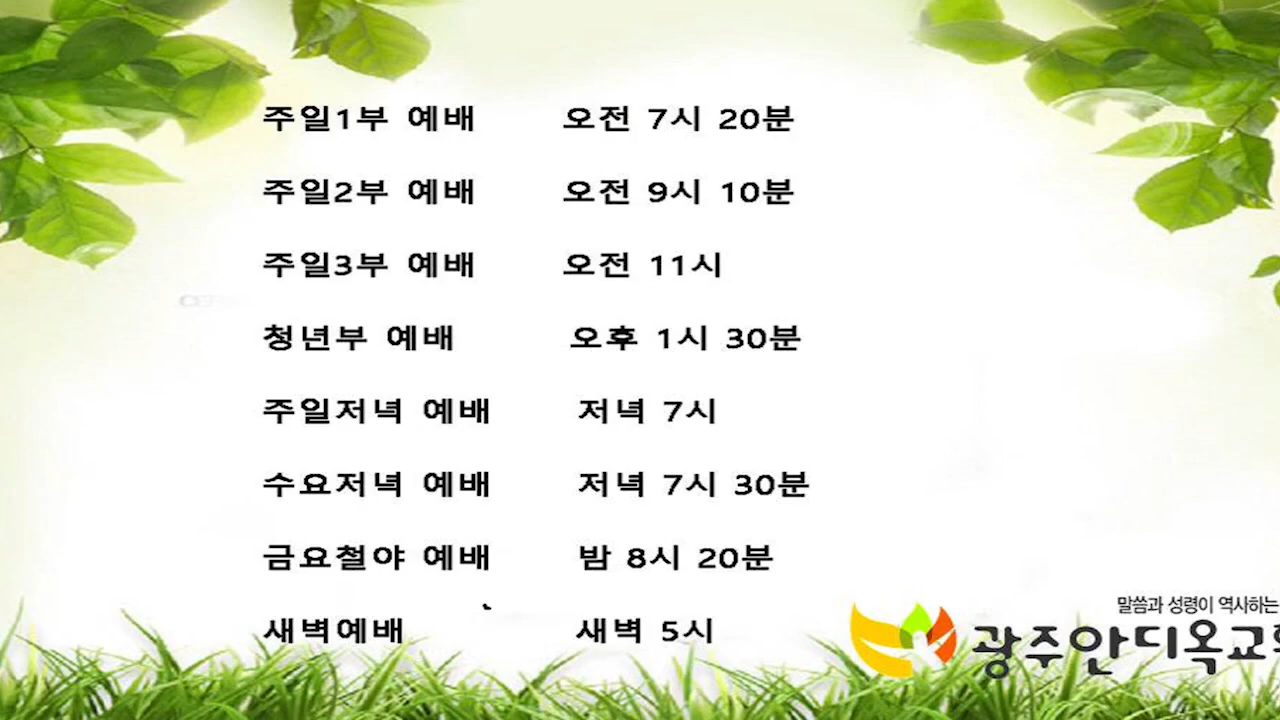 주일1부 예배 오전 7시 20분
주일2부 예배 오전 9시 10분
주일3부 예배 오전 11시
청년부 예배 오후 1시 30분
주일저녁 예배 저녁 7시
수요저녁 예배 저녁 7시 30분
금요철야 예배 밤 8시 20분
새벽예배 새벽 5시
말씀과 성령이 역사하는
광주안디옥교회